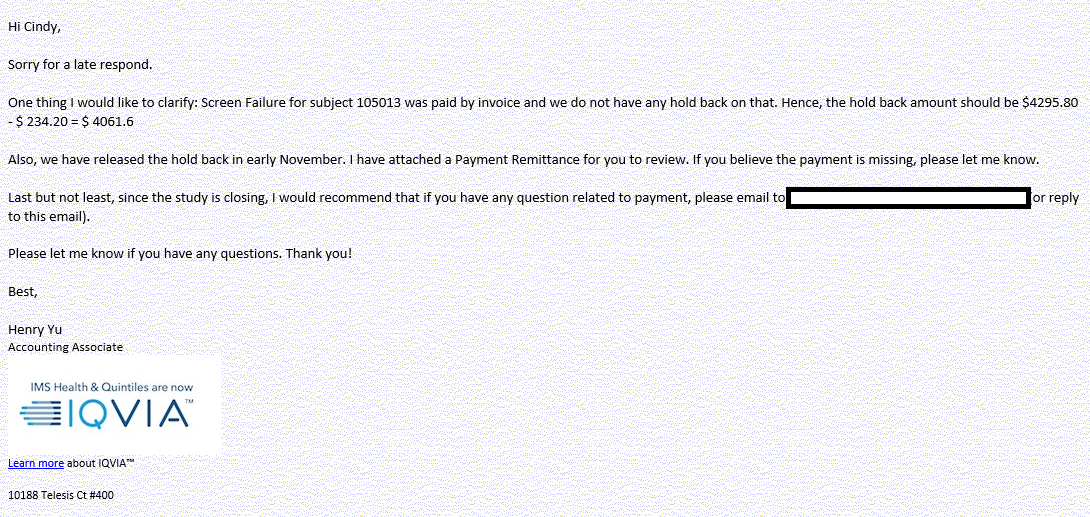 Hi Cindy,
Sorry for a late respond.
One thing I would like to clarify: Screen Failure for subject 105013 was paid by invoice and we do not have any hold back on that. Hence, the hold back amount should be $4295.80
- $ 234.20 = $ 4061.6
Also, we have released the hold back in early November. I have attached a Payment Remittance for you to review. If you believe the payment is missing, please let me know.
Last but not least, since the study is closing, I would recommend that if you have any question related to payment, please email to or reply
to this email).
Please let me know if you have any questions. Thank you!
Best,
Henry Yu
Accounting Associate
IMS Health & Quintiles are now
IQVIA™
Learn more about IQVIA™
10188 Telesis Ct #400